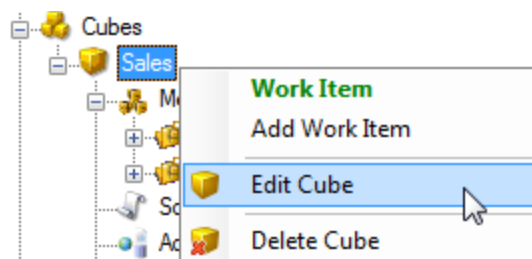 Cubes
Sales
Work Item
Add Work Item
Edit Cube
Delete Cube